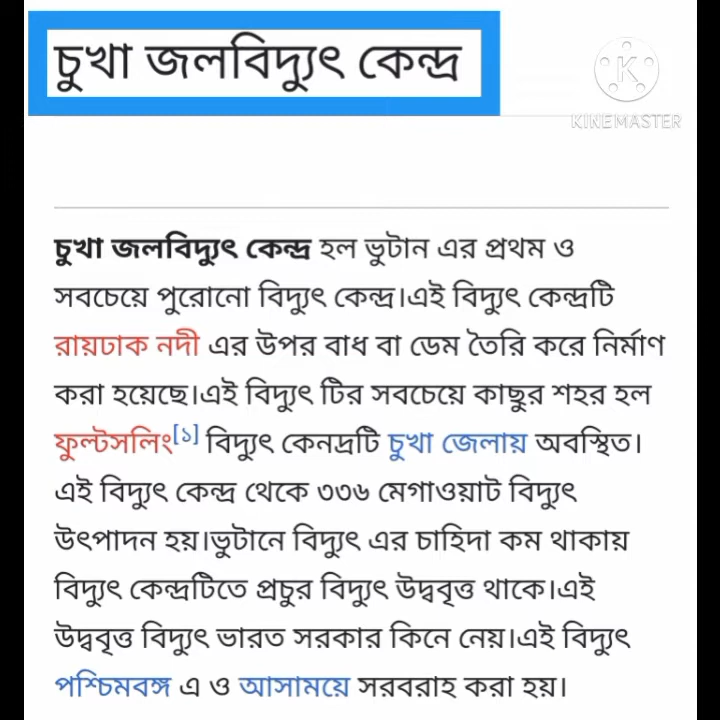 চুখা জলবিদ্যুৎ কেন্দ্র
KINEMASTER
চুখা জলবিদ্যুৎ কেন্দ্র হল ভুটান এর প্রথম ও
সবচেয়ে পুরোনো বিদ্যুৎ কেন্দ্র।এই বিদ্যুৎ কেন্দ্রটি
রায়ঢাক নদী এর উপর বাধ বা ডেম তৈরি করে নির্মাণ
করা হয়েছে।এই বিদ্যুৎ টির সবচেয়ে কাছুর শহর হল
ফুল্টসলিং[১] বিদ্যুৎ কেনদ্রটি চুখা জেলায় অবস্থিত।
এই বিদ্যুৎ কেন্দ্র থেকে ৩৩৬ মেগাওয়াট বিদ্যুৎ
উৎপাদন হয়।ভুটানে বিদ্যুৎ এর চাহিদা কম থাকায়
বিদ্যুৎ কেন্দ্রটিতে প্রচুর বিদ্যুৎ উদ্ববৃত্ত থাকে।এই
উদ্ববৃত্ত বিদ্যুৎ ভারত সরকার কিনে নেয়।এই বিদ্যুৎ
পশ্চিমবঙ্গ এ ও আসাময়ে সরবরাহ করা হয়।